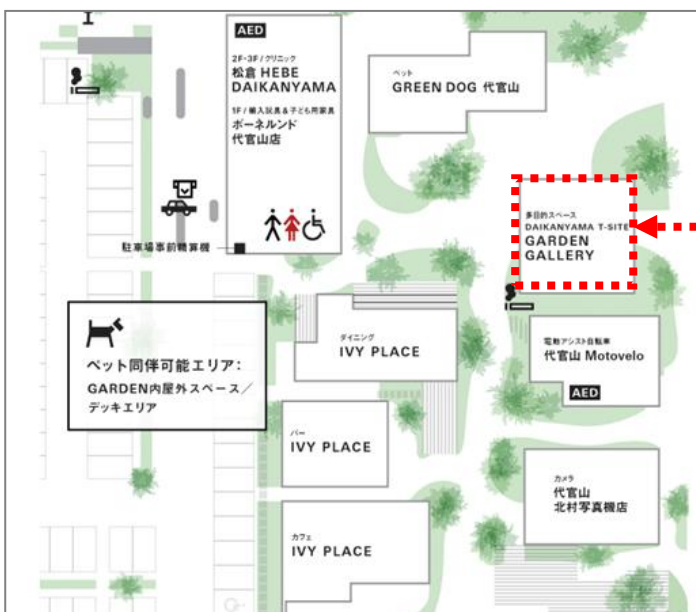 AED
2F-3F/クリニック
松倉 HEBE
DAIKANYAMA
1F/輸入玩具&子ども用家具
ボーネルンド
代官山店
駐車場事前精算機
ペット
GREEN DOG 代官山
多目的スペース
DAIKANYAMA T-SITE
GARDEN
GALLERY
ペット同伴可能エリア:
GARDEN内屋外スペース/
デッキエリア
ダイニング
IVY PLACE
電動アシスト自転車
代官山 Motovelo
AED
バー
IVY PLACE
カメラ
代官山
北村写真機店
カフェ
IVY PLACE